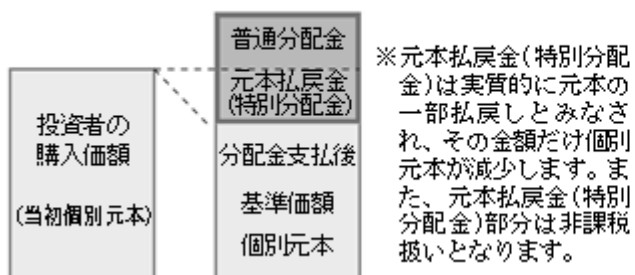 投資者の
購入価額
(当初個別元本)
普通分配金
元本払戻金
(特別分配金)
分配金支払後
基準価額
個別元本
※元本払戻金(特別分配
金)は実質的に元本の
一部払戻しとみなさ
れ、その金額だけ個別
元本が減少します。ま
た、元本払戻金(特別
分配金)部分は非課税
扱いとなります。